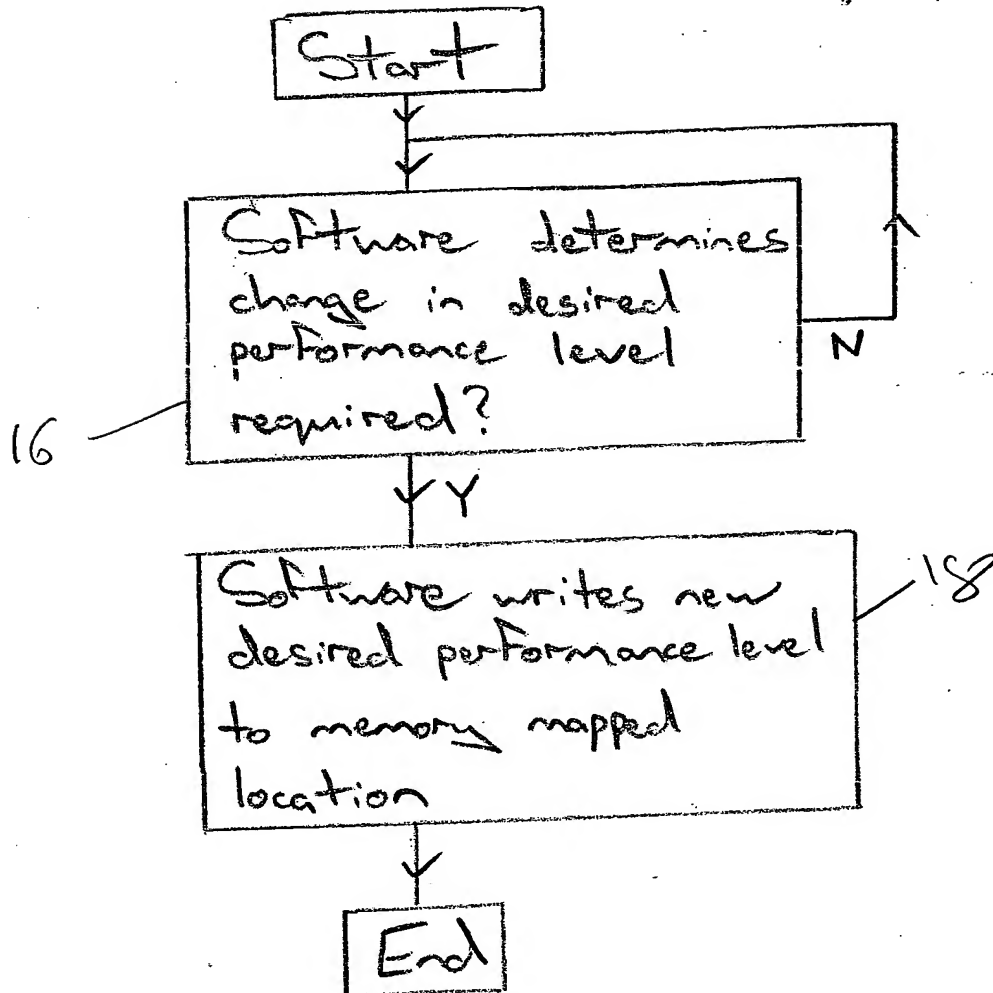 Start
Software determines
change in desired
performance level
required?
N
16
Y
Software writes new
desired performance level
to memory mapped
location
18
End